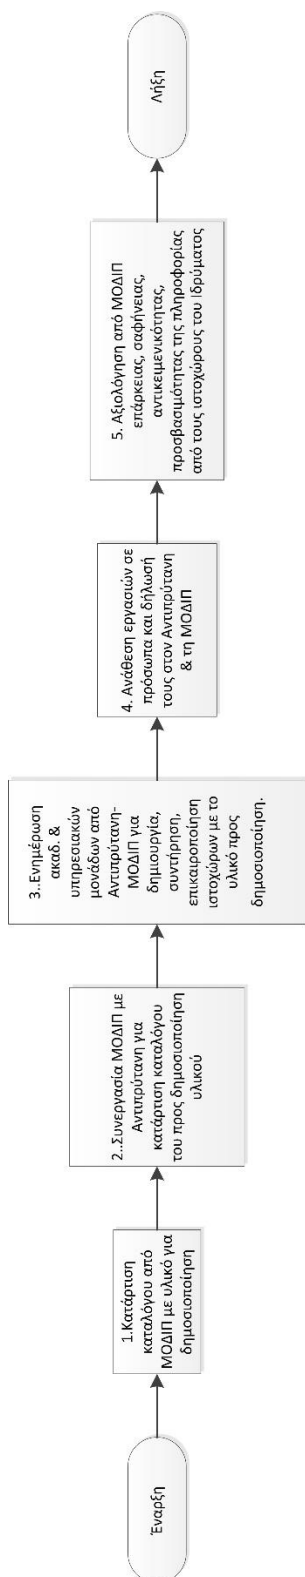 Έναρξη
1.Κατάρτιση
καταλόγου από
ΜΟΔΙΠ με υλικό για
δημοσιοποίηση
2..Συνεργασία ΜΟΔΙΠ με
Αντιπρύτανη για
κατάρτιση καταλόγου
του προς δημοσιοποίηση
υλικού
3..Ενημέρωση
ακαδ. &
υπηρεσιακών
μονάδων από
Αντιπρύτανη-
ΜΟΔΙΠ για
δημιουργία,
συντήρηση,
επικαιροποίηση
ιστοχώρων με το
υλικό προς
δημοσιοποίηση.
4. Ανάθεση εργασιών σε
πρόσωπα και δήλωσή
τους στον Αντιπρύτανη
& τη ΜΟΔΙΠ
5. Αξιολόγηση από ΜΟΔΙΠ
επάρκειας, σαφήνειας,
αντικειμενικότητας,
προσβασιμότητας της πληροφορίας
από τους ιστοχώρους του Ιδρύματος
Λήξη